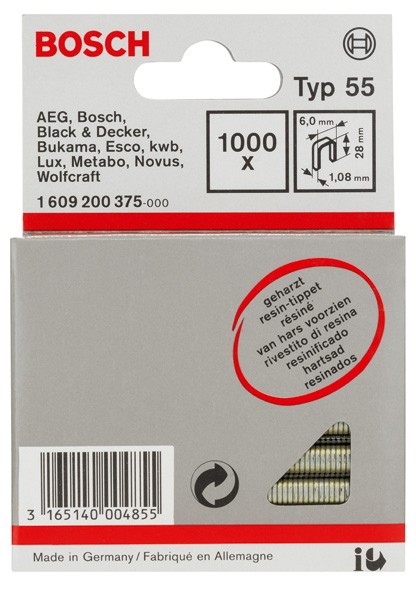 BOSCH
Typ 55
AEG, Bosch,
Black & Decker,
Bukama, Esco, kwb,
Lux, Metabo, Novus,
Wolfcraft
1 609 200 375-000
1000
x
6,0 mm
28 mm
1,08 mm
geharzt
resin-tippet
résiné
van hars voorzien
rivestito di resina
resinificado
hartsad
resinados
3 165140 004855
Made in Germany / Fabriqué en Allemagne